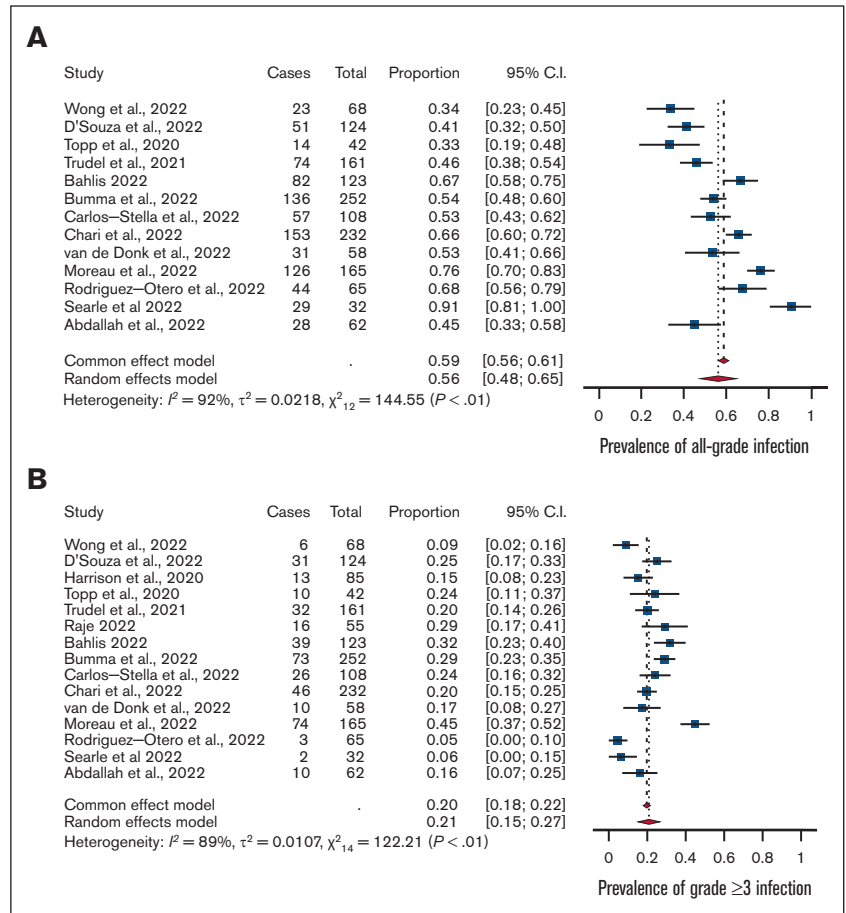 A
Study Cases Total Proportion 95% C.I.
Wong et al., 2022 23 68 0.34 [0.23; 0.45]
D'Souza et al., 2022 51 124 0.41 [0.32; 0.50]
Topp et al., 2020 14 42 0.33 [0.19; 0.48]
Trudel et al., 2021 74 161 0.46 [0.38; 0.54]
Bahlis 2022 82 123 0.67 [0.58; 0.75]
Bumma et al., 2022 136 252 0.54 [0.48; 0.60]
Carlos–Stella et al., 2022 57 108 0.53 [0.43; 0.62]
Chari et al., 2022 153 232 0.66 [0.60; 0.72]
van de Donk et al., 2022 31 58 0.53 [0.41; 0.66]
Moreau et al., 2022 126 165 0.76 [0.70; 0.83]
Rodriguez–Otero et al., 2022 44 65 0.68 [0.56; 0.79]
Searle et al 2022 29 32 0.91 [0.81; 1.00]
Abdallah et al., 2022 28 62 0.45 [0.33; 0.58]
Common effect model . 0.59 [0.56; 0.61]
Random effects model 0.56 [0.48; 0.65]
Heterogeneity: I² = 92%, τ² = 0.0218, χ²₁₂ = 144.55 (P < .01)
0 0.2 0.4 0.6 0.8 1
Prevalence of all-grade infection
B
Study Cases Total Proportion 95% C.I.
Wong et al., 2022 6 68 0.09 [0.02; 0.16]
D'Souza et al., 2022 31 124 0.25 [0.17; 0.33]
Harrison et al., 2020 13 85 0.15 [0.08; 0.23]
Topp et al., 2020 10 42 0.24 [0.11; 0.37]
Trudel et al., 2021 32 161 0.20 [0.14; 0.26]
Raje 2022 16 55 0.29 [0.17; 0.41]
Bahlis 2022 39 123 0.32 [0.23; 0.40]
Bumma et al., 2022 73 252 0.29 [0.23; 0.35]
Carlos–Stella et al., 2022 26 108 0.24 [0.16; 0.32]
Chari et al., 2022 46 232 0.20 [0.15; 0.25]
van de Donk et al., 2022 10 58 0.17 [0.08; 0.27]
Moreau et al., 2022 74 165 0.45 [0.37; 0.52]
Rodriguez–Otero et al., 2022 3 65 0.05 [0.00; 0.10]
Searle et al 2022 2 32 0.06 [0.00; 0.15]
Abdallah et al., 2022 10 62 0.16 [0.07; 0.25]
Common effect model . 0.20 [0.18; 0.22]
Random effects model 0.21 [0.15; 0.27]
Heterogeneity: I² = 89%, τ² = 0.0107, χ²₁₄ = 122.21 (P < .01)
0 0.2 0.4 0.6 0.8 1
Prevalence of grade ≥3 infection